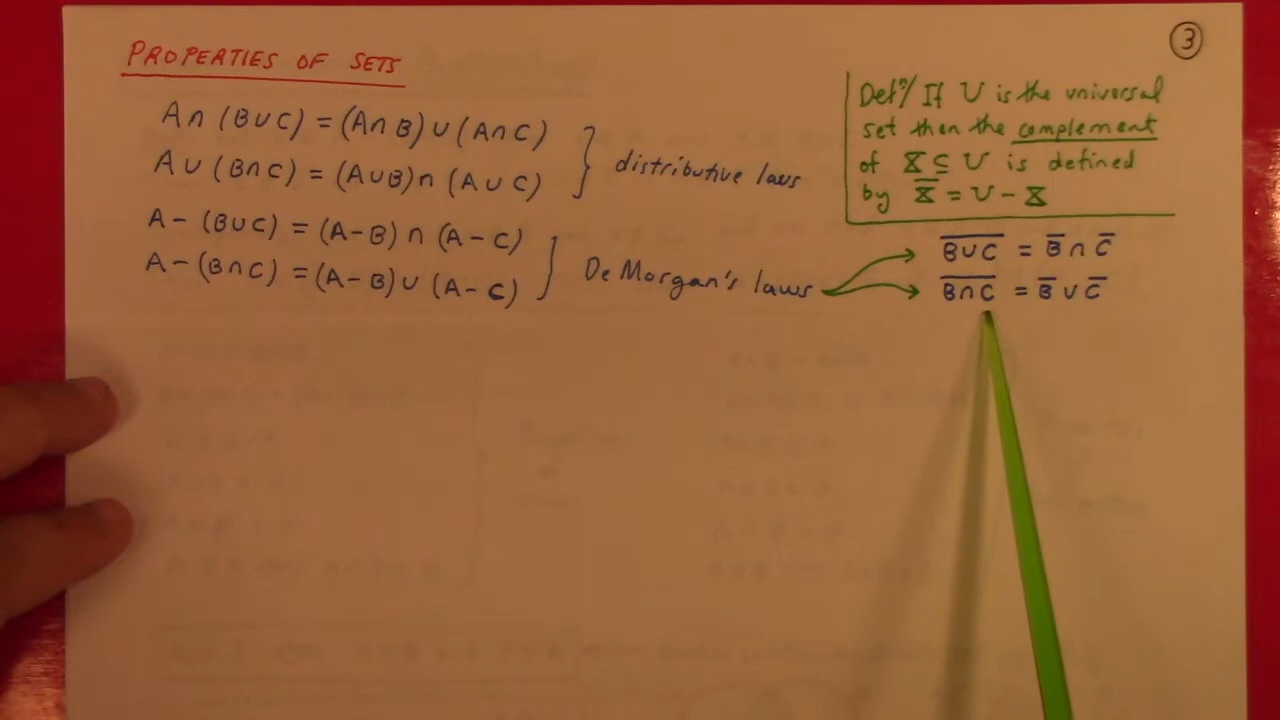 ③
PROPERTIES OF SETS
A∩(B∪C) = (A∩B)∪(A∩C)
A∪(B∩C) = (A∪B)∩(A∪C)
distributive laws
A-(B∪C) = (A-B)∩(A-C)
A-(B∩C) = (A-B)∪(A-C)
De Morgan's laws
Defⁿ/ If U is the universal
set then the complement
of X ⊆ U is defined
by X̅ = U - X
B̅∪̅C̅ = B̅ ∩ C̅
B̅∩̅C̅ = B̅ ∪ C̅